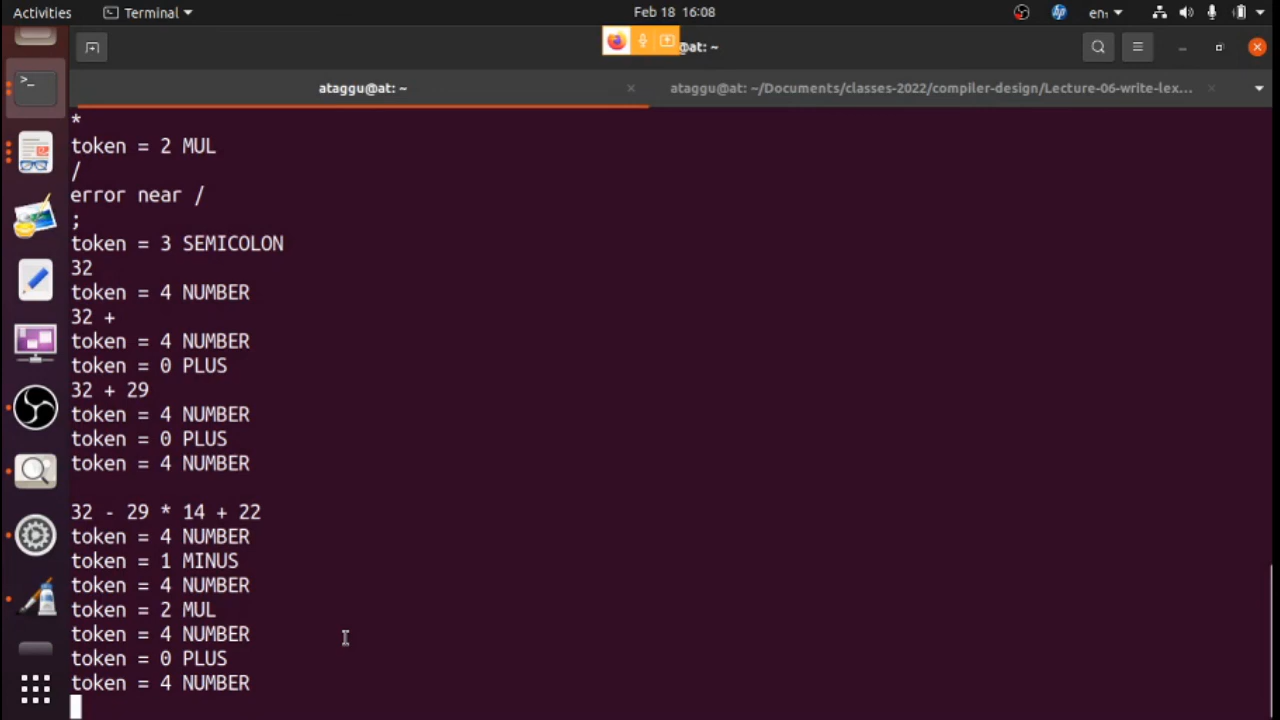 Activities Terminal Feb 18 16:08 en
@at: ~
ataggu@at: ~ ataggu@at: ~/Documents/classes-2022/compiler-design/Lecture-06-write-lex...
*
token = 2 MUL
/
error near /
;
token = 3 SEMICOLON
32
token = 4 NUMBER
32 +
token = 4 NUMBER
token = 0 PLUS
32 + 29
token = 4 NUMBER
token = 0 PLUS
token = 4 NUMBER
32 - 29 * 14 + 22
token = 4 NUMBER
token = 1 MINUS
token = 4 NUMBER
token = 2 MUL
token = 4 NUMBER
token = 0 PLUS
token = 4 NUMBER